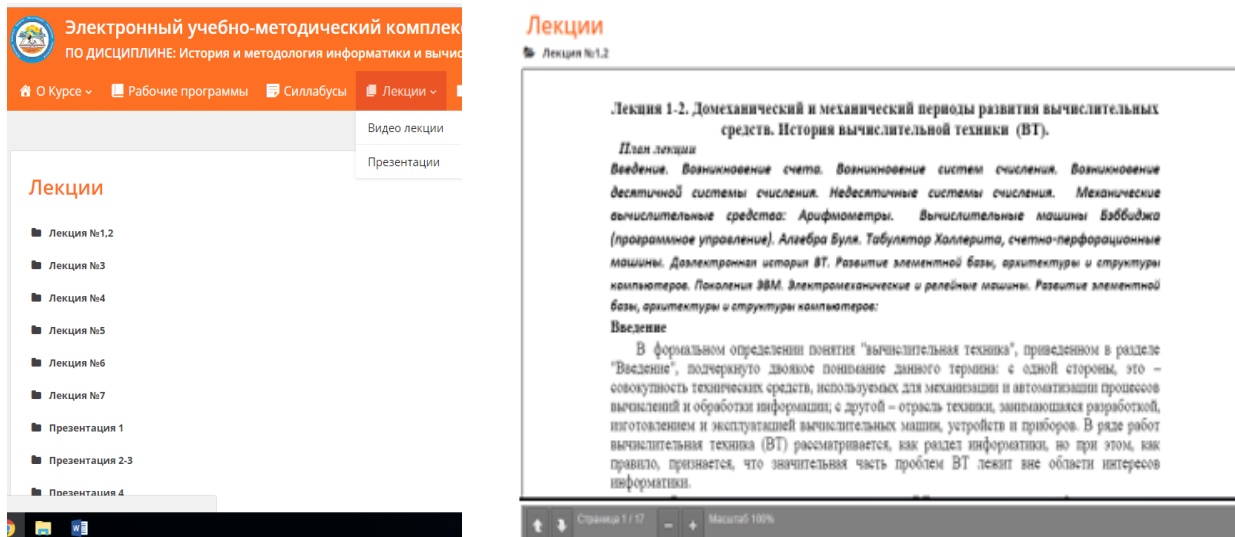 Электронный учебно-методический комплекс
ПО ДИСЦИПЛИНЕ: История и методология информатики и вычис
О Курсе
Рабочие программы
Силлабусы
Лекции
Видео лекции
Презентации
Лекции
Лекция №1,2
Лекция №3
Лекция №4
Лекция №5
Лекция №6
Лекция №7
Презентация 1
Презентация 2-3
Презентация 4
Лекции
Лекция №1,2
Лекция 1-2. Домеханический и механический периоды развития вычислительных
средств. История вычислительной техники (ВТ).
План лекции
Введение. Возникновение счета. Возникновение систем счисления. Возникновение
десятичной системы счисления. Недесятичные системы счисления. Механические
вычислительные средства: Арифмометры. Вычислительные машины Бэббиджа
(программное управление). Алгебра Буля. Табулятор Холлерита, счетно-перфорационные
машины. Доэлектронная история ВТ. Развитие элементной базы, архитектуры и структуры
компьютеров. Поколения ЭВМ. Электромеханические и релейные машины. Развитие элементной
базы, архитектуры и структуры компьютеров:
Введение
В формальном определении понятия "вычислительная техника", приведенном в разделе
"Введение", подчеркнуто двоякое понимание данного термина: с одной стороны, это –
совокупность технических средств, используемых для механизации и автоматизации процессов
вычислений и обработки информации; с другой – отрасль техники, занимающаяся разработкой,
изготовлением и эксплуатацией вычислительных машин, устройств и приборов. В ряде работ
вычислительная техника (ВТ) рассматривается, как раздел информатики, но при этом, как
правило, признается, что значительная часть проблем ВТ лежит вне области интересов
информатики.
Страница 1 / 17
Масштаб 100%